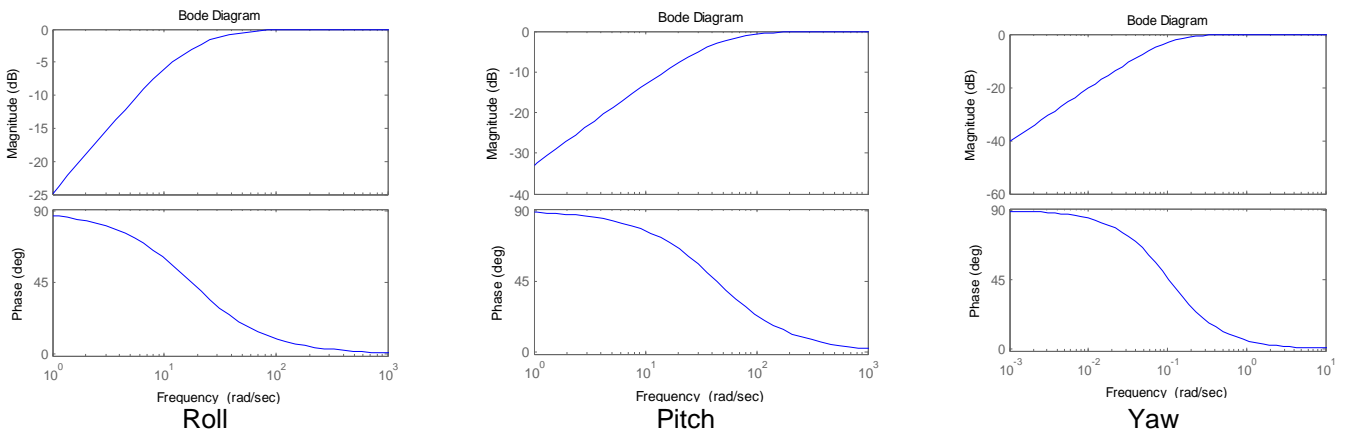 Bode Diagram
0
-5
-10
-15
-20
-25
Magnitude (dB)
90
45
0
Phase (deg)
10^0 10^1 10^2 10^3
Frequency (rad/sec)
Roll
Bode Diagram
0
-10
-20
-30
-40
Magnitude (dB)
90
45
0
Phase (deg)
10^0 10^1 10^2 10^3
Frequency (rad/sec)
Pitch
Bode Diagram
0
-20
-40
-60
Magnitude (dB)
90
45
0
Phase (deg)
10^-3 10^-2 10^-1 10^0 10^1
Frequency (rad/sec)
Yaw